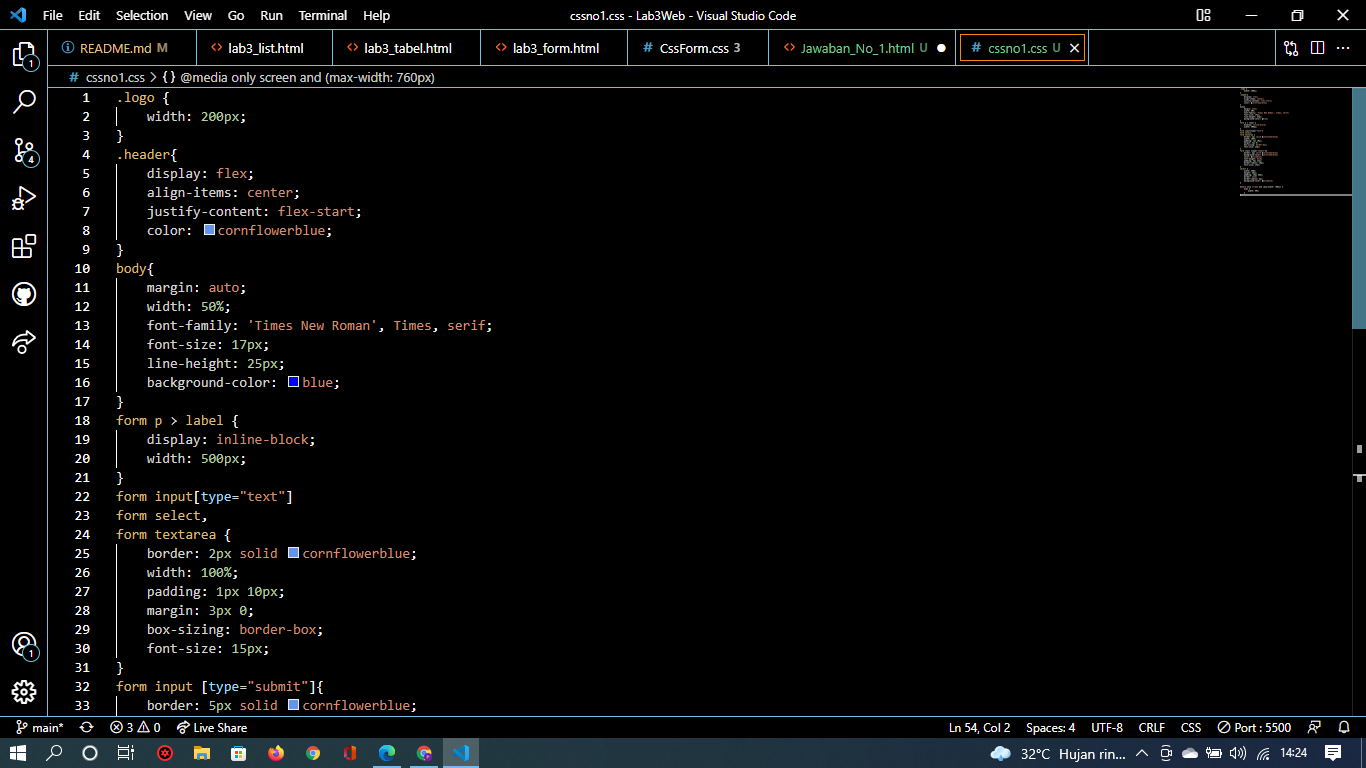 File Edit Selection View Go Run Terminal Help cssno1.css - Lab3Web - Visual Studio Code
README.md M lab3_list.html lab3_tabel.html lab3_form.html # CssForm.css 3 Jawaban_No_1.html U # cssno1.css U
# cssno1.css > {} @media only screen and (max-width: 760px)
1 .logo {
2 width: 200px;
3 }
4 .header{
5 display: flex;
6 align-items: center;
7 justify-content: flex-start;
8 color: cornflowerblue;
9 }
10 body{
11 margin: auto;
12 width: 50%;
13 font-family: 'Times New Roman', Times, serif;
14 font-size: 17px;
15 line-height: 25px;
16 background-color: blue;
17 }
18 form p > label {
19 display: inline-block;
20 width: 500px;
21 }
22 form input[type="text"]
23 form select,
24 form textarea {
25 border: 2px solid cornflowerblue;
26 width: 100%;
27 padding: 1px 10px;
28 margin: 3px 0;
29 box-sizing: border-box;
30 font-size: 15px;
31 }
32 form input [type="submit"]{
33 border: 5px solid cornflowerblue;
1
4
1
main* 3 0 Live Share Ln 54, Col 2 Spaces: 4 UTF-8 CRLF CSS Port : 5500
32°C Hujan rin... 14:24